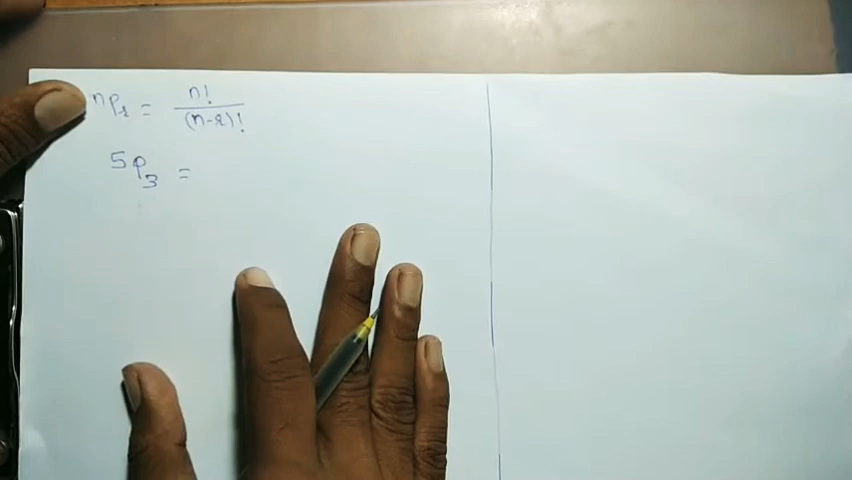 ⁿPᵣ = n! / (n-r)!
⁵P₃ =